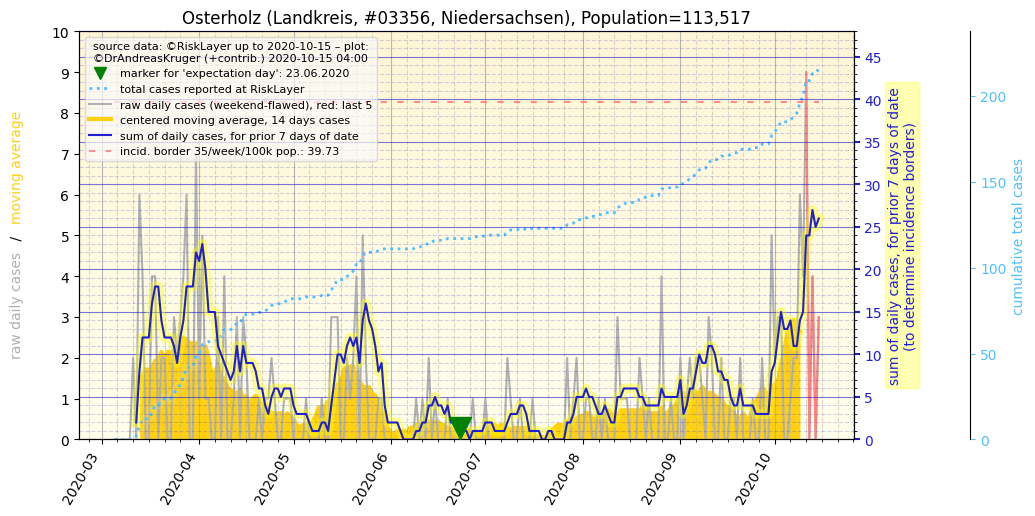 Osterholz (Landkreis, #03356, Niedersachsen), Population=113,517
source data: ©RiskLayer up to 2020-10-15 – plot:
©DrAndreasKruger (+contrib.) 2020-10-15 04:00
marker for 'expectation day': 23.06.2020
total cases reported at RiskLayer
raw daily cases (weekend-flawed), red: last 5
centered moving average, 14 days cases
sum of daily cases, for prior 7 days of date
incid. border 35/week/100k pop.: 39.73
raw daily cases / moving average
10
9
8
7
6
5
4
3
2
1
0
2020-03
2020-04
2020-05
2020-06
2020-07
2020-08
2020-09
2020-10
45
40
35
30
25
20
15
10
5
0
sum of daily cases, for prior 7 days of date
(to determine incidence borders)
200
150
100
50
0
cumulative total cases